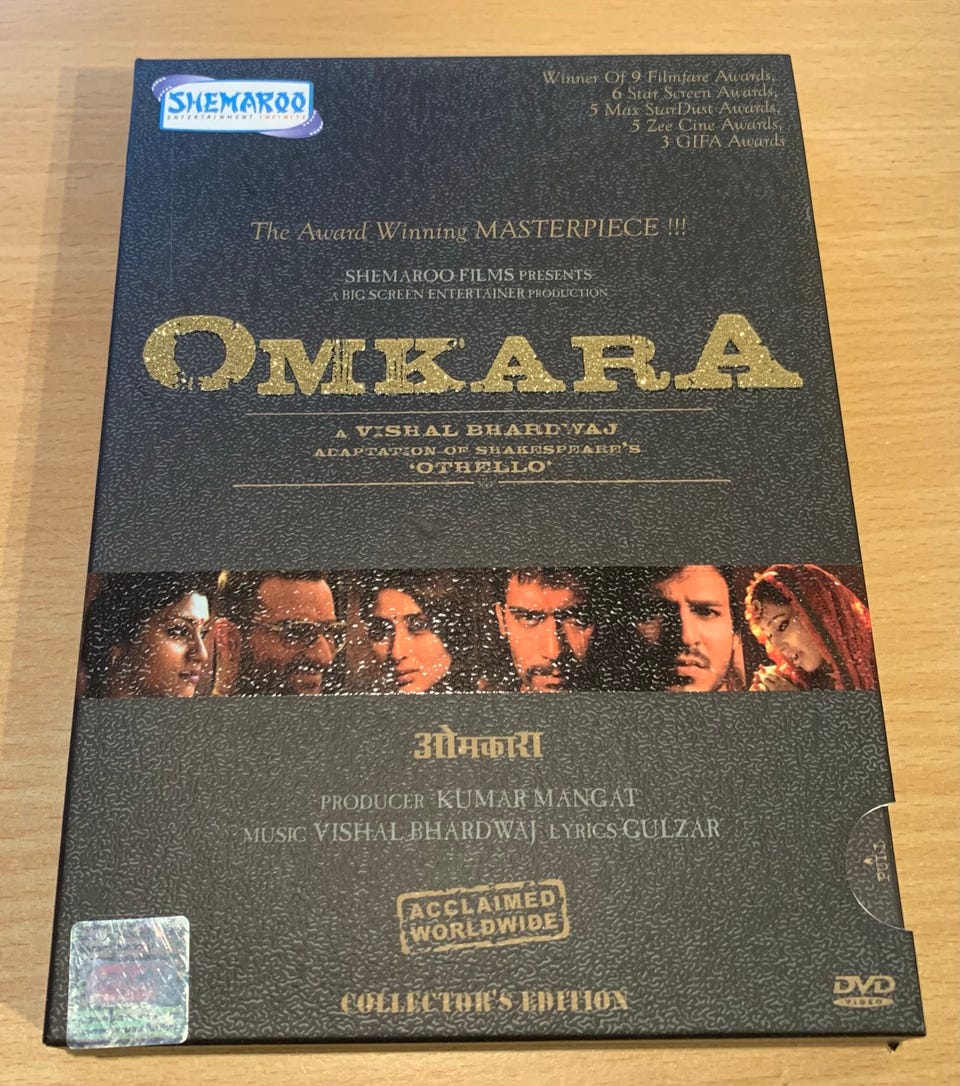 SHEMAROO
ENTERTAINMENT INFINITE
Winner Of 9 Filmfare Awards,
6 Star Screen Awards,
5 Max StarDust Awards,
5 Zee Cine Awards,
3 GIFA Awards
The Award Winning MASTERPIECE !!!
SHEMAROO FILMS PRESENTS
A BIG SCREEN ENTERTAINER PRODUCTION
OMKARA
A VISHAL BHARDWAJ
ADAPTATION OF SHAKESPEARE'S
'OTHELLO'
ओमकारा
PRODUCER KUMAR MANGAT
MUSIC VISHAL BHARDWAJ LYRICS GULZAR
PULL
ACCLAIMED
WORLDWIDE
COLLECTOR'S EDITION
DVD
VIDEO